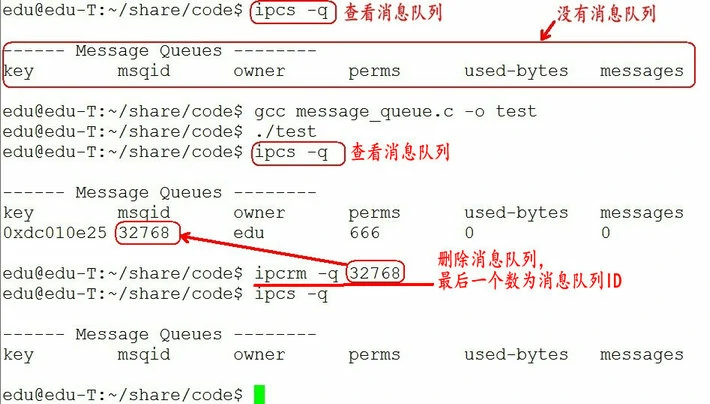 edu@edu-T:~/share/code$ ipcs -q 查看消息队列
没有消息队列
------ Message Queues --------
key msqid owner perms used-bytes messages
edu@edu-T:~/share/code$ gcc message_queue.c -o test
edu@edu-T:~/share/code$ ./test
edu@edu-T:~/share/code$ ipcs -q 查看消息队列
------ Message Queues --------
key msqid owner perms used-bytes messages
0xdc010e25 32768 edu 666 0 0
edu@edu-T:~/share/code$ ipcrm -q 32768
删除消息队列,
最后一个数为消息队列ID
edu@edu-T:~/share/code$ ipcs -q
------ Message Queues --------
key msqid owner perms used-bytes messages
edu@edu-T:~/share/code$